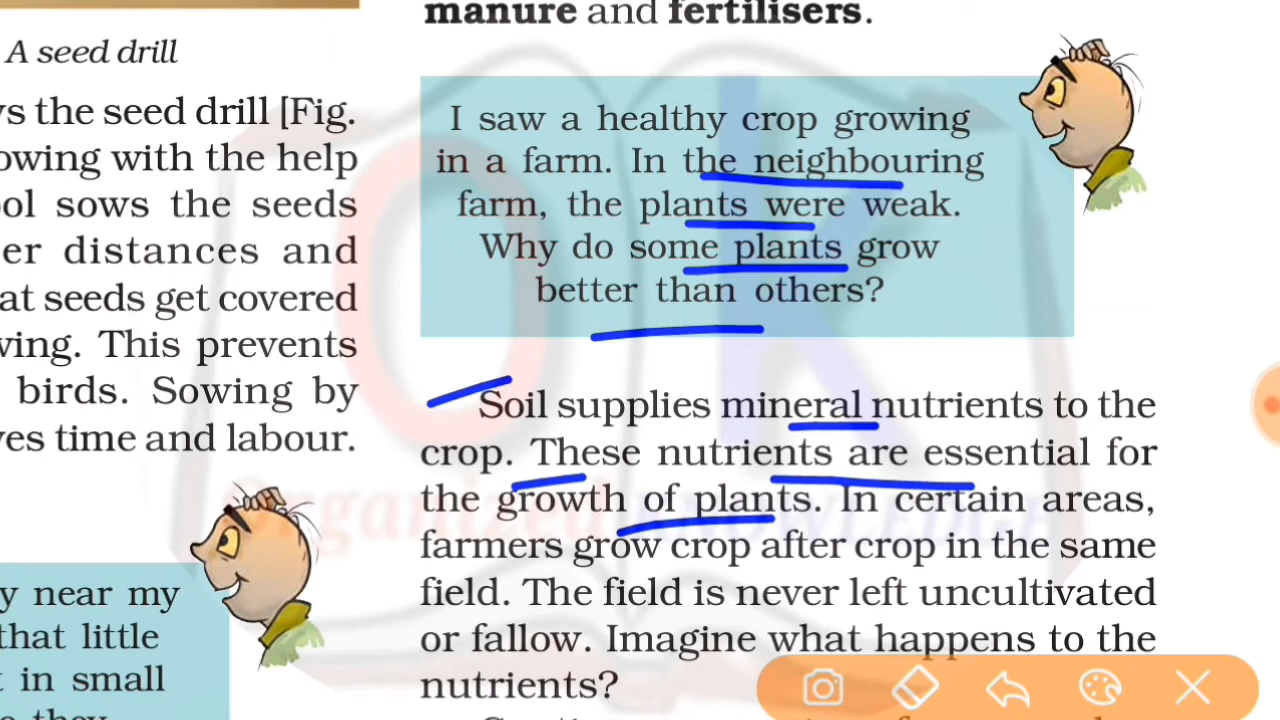 A seed drill
ys the seed drill [Fig.
owing with the help
ool sows the seeds
er distances and
at seeds get covered
ving. This prevents
birds. Sowing by
ves time and labour.
y near my
that little
t in small
manure and fertilisers.
I saw a healthy crop growing
in a farm. In the neighbouring
farm, the plants were weak.
Why do some plants grow
better than others?
Soil supplies mineral nutrients to the
crop. These nutrients are essential for
the growth of plants. In certain areas,
farmers grow crop after crop in the same
field. The field is never left uncultivated
or fallow. Imagine what happens to the
nutrients?